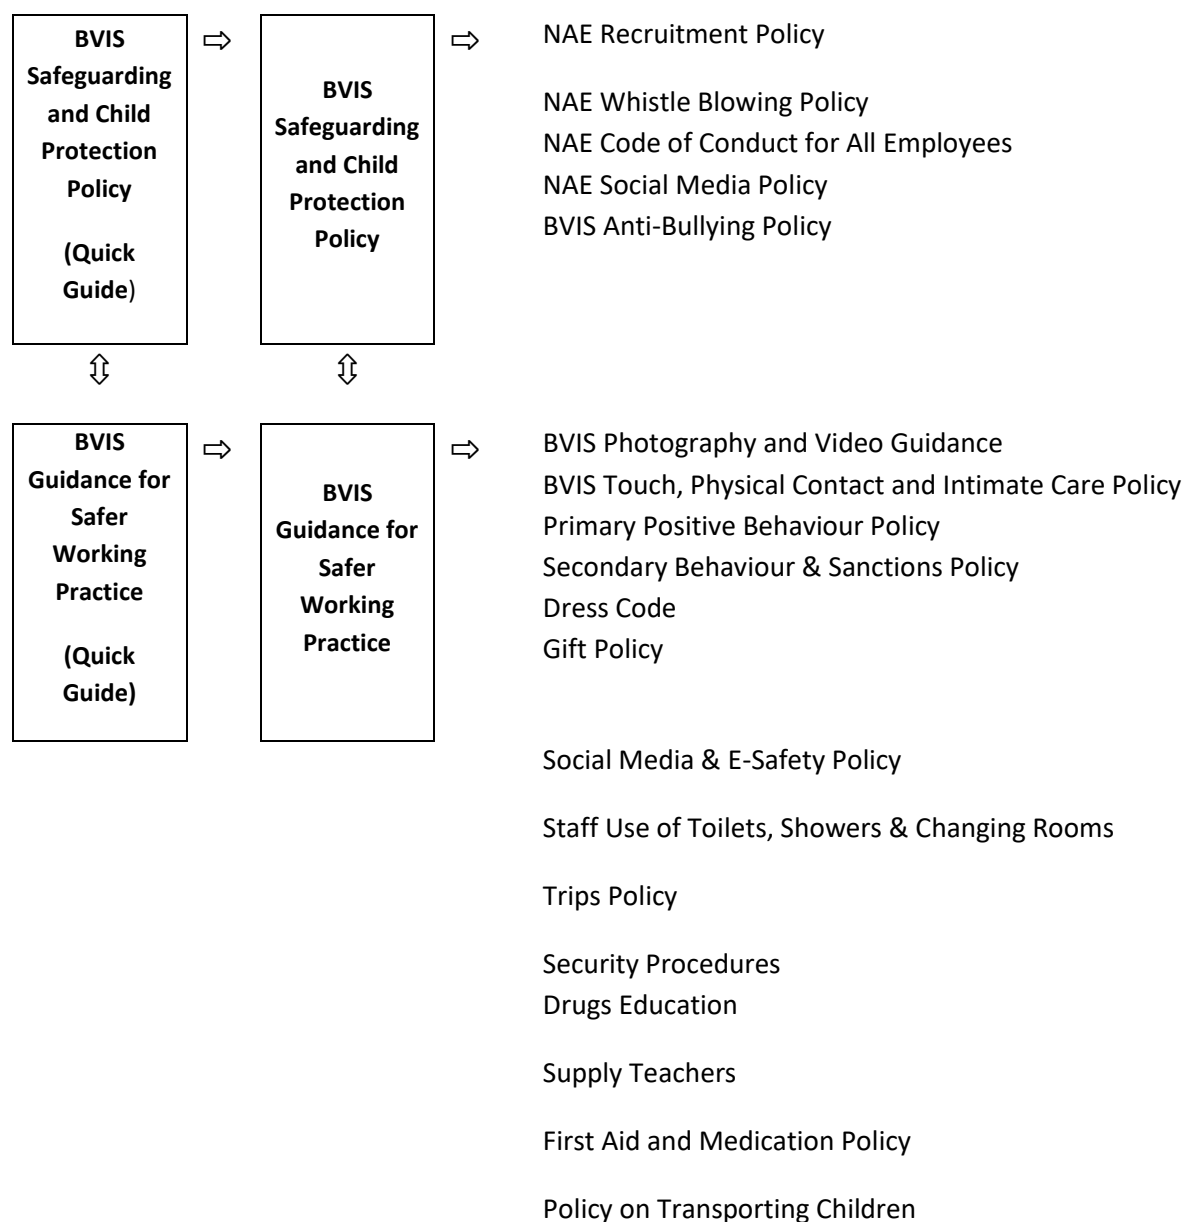 BVIS
Safeguarding
and Child
Protection
Policy
(Quick
Guide)
⇨
BVIS
Safeguarding
and Child
Protection
Policy
⇨
NAE Recruitment Policy
NAE Whistle Blowing Policy
NAE Code of Conduct for All Employees
NAE Social Media Policy
BVIS Anti-Bullying Policy
⇳
⇳
BVIS
Guidance for
Safer
Working
Practice
(Quick
Guide)
⇨
BVIS
Guidance for
Safer
Working
Practice
⇨
BVIS Photography and Video Guidance
BVIS Touch, Physical Contact and Intimate Care Policy
Primary Positive Behaviour Policy
Secondary Behaviour & Sanctions Policy
Dress Code
Gift Policy
Social Media & E-Safety Policy
Staff Use of Toilets, Showers & Changing Rooms
Trips Policy
Security Procedures
Drugs Education
Supply Teachers
First Aid and Medication Policy
Policy on Transporting Children